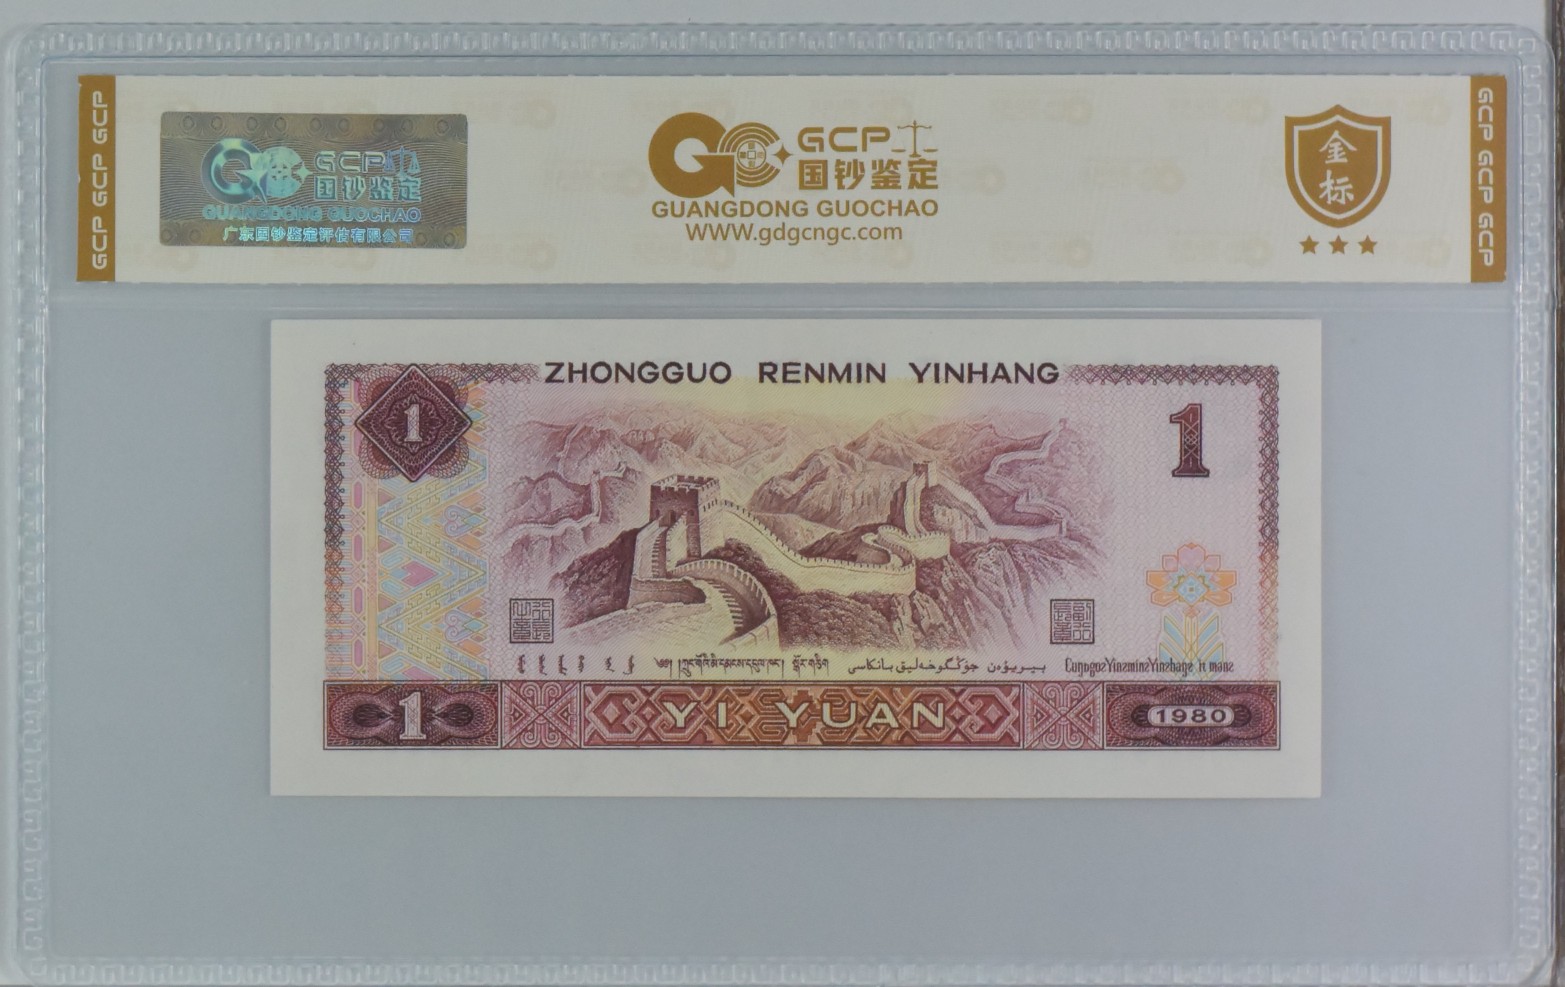 GCP GCP GCP
GCP
国钞鉴定
GUANGDONG GUOCHAO
广东国钞鉴定评估有限公司
GCP
国钞鉴定
GUANGDONG GUOCHAO
WWW.gdgcngc.com
金
标
GCP GCP GCP
ZHONGGUO RENMIN YINHANG
1
1
YI YUAN
1
1980